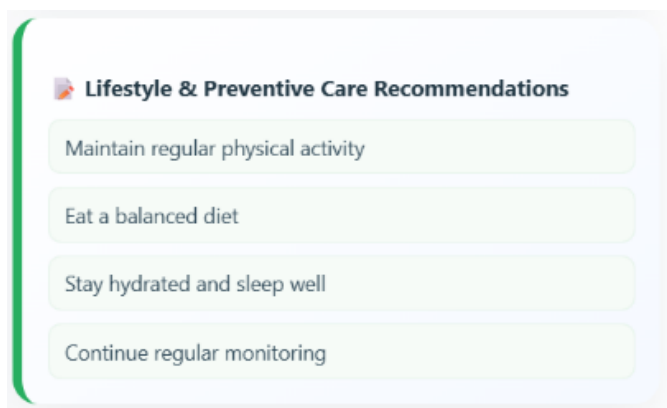 📝 Lifestyle & Preventive Care Recommendations
Maintain regular physical activity
Eat a balanced diet
Stay hydrated and sleep well
Continue regular monitoring